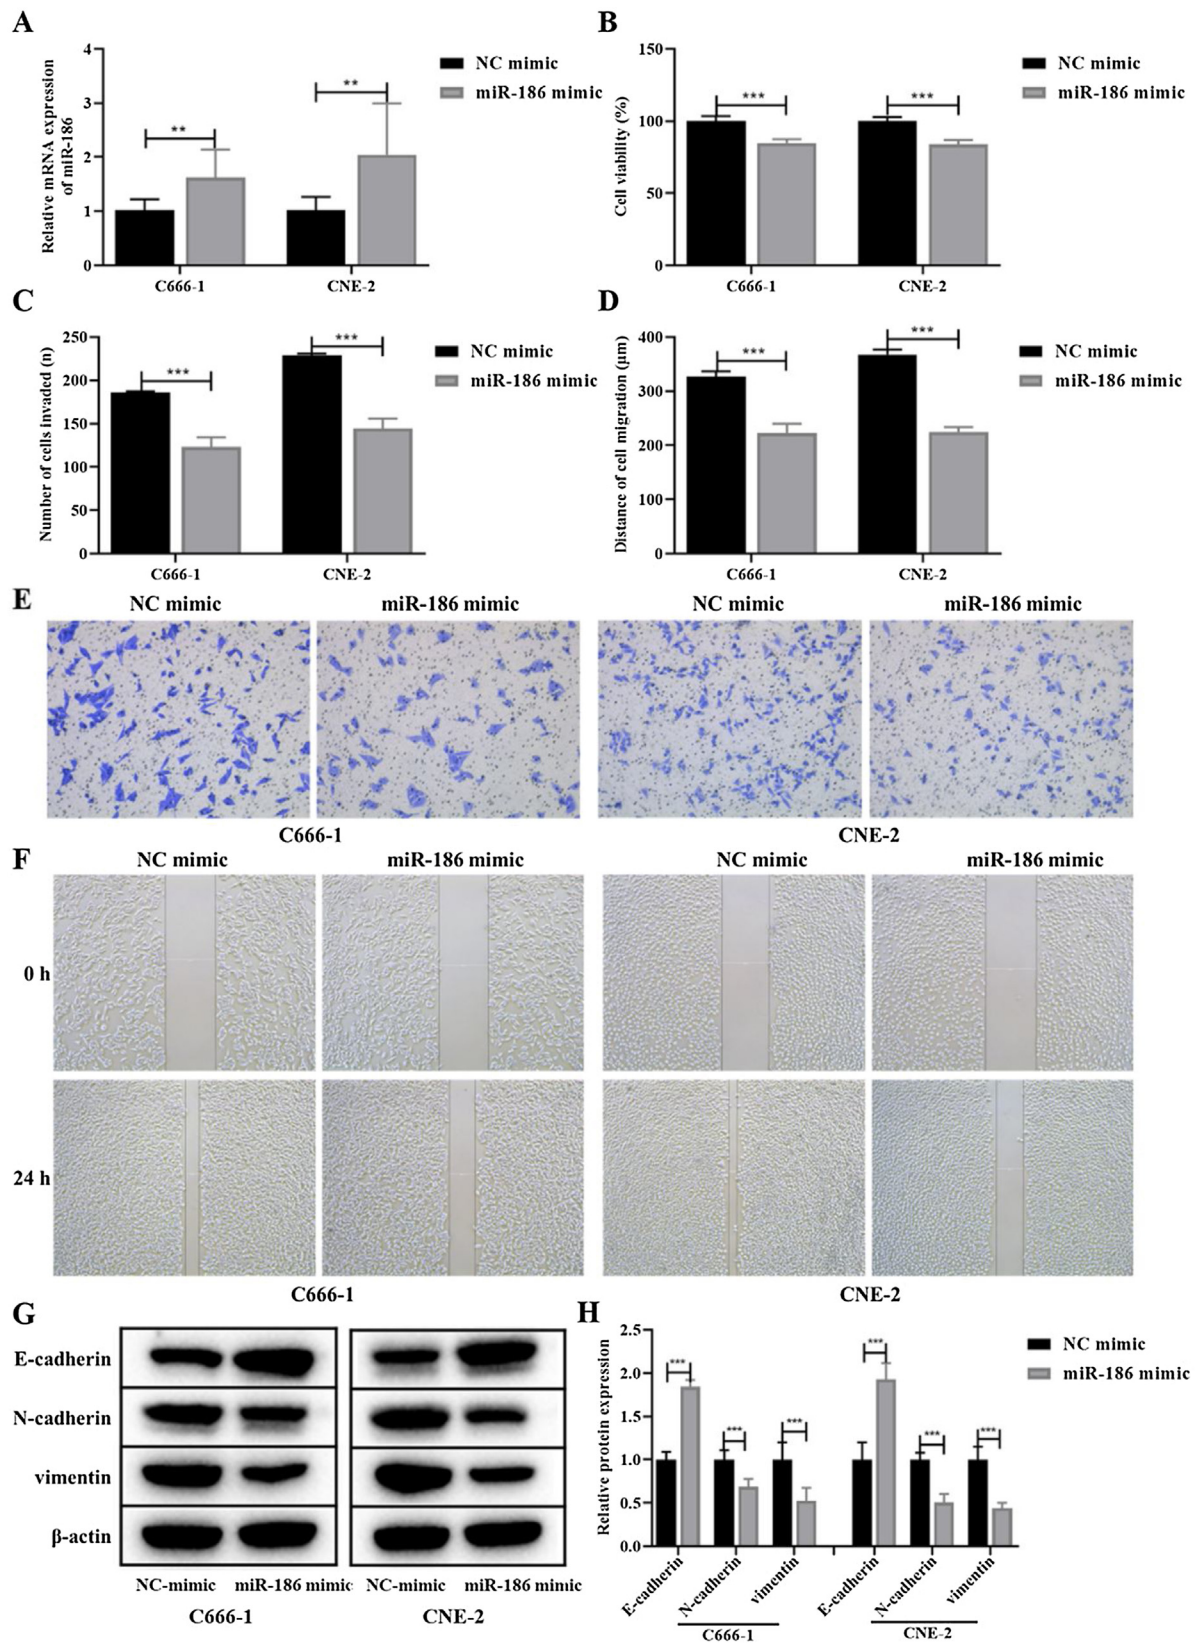 A
Relative mRNA expression
of miR-186
4
3
2
1
0
**
**
C666-1
CNE-2
NC mimic
miR-186 mimic
B
Cell viability (%)
150
100
50
0
***
***
C666-1
CNE-2
NC mimic
miR-186 mimic
C
Number of cells invaded (n)
250
200
150
100
50
0
***
***
C666-1
CNE-2
NC mimic
miR-186 mimic
D
Distance of cell migration (μm)
400
300
200
100
0
***
***
C666-1
CNE-2
NC mimic
miR-186 mimic
E
NC mimic
miR-186 mimic
NC mimic
miR-186 mimic
C666-1
CNE-2
F
NC mimic
miR-186 mimic
NC mimic
miR-186 mimic
0 h
24 h
C666-1
CNE-2
G
E-cadherin
N-cadherin
vimentin
β-actin
NC-mimic
miR-186 mimic
NC-mimic
miR-186 mimic
C666-1
CNE-2
H
Relative protein expression
2.5
2.0
1.5
1.0
0.5
0.0
***
***
***
***
***
***
E-cadherin
N-cadherin
vimentin
E-cadherin
N-cadherin
vimentin
C666-1
CNE-2
NC mimic
miR-186 mimic